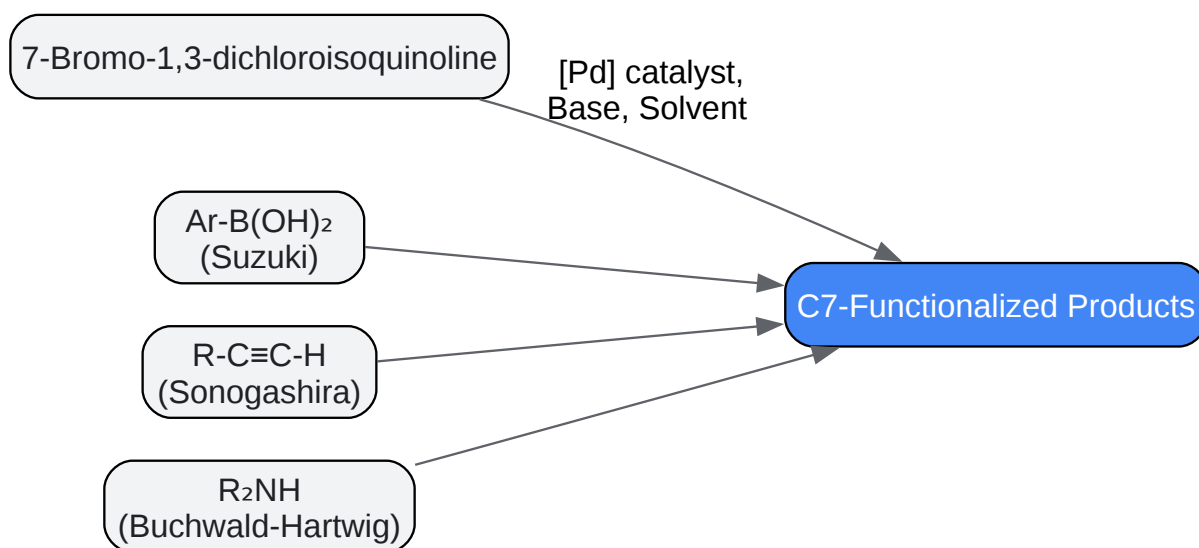 7-Bromo-1,3-dichloroisoquinoline
[Pd] catalyst,
Base, Solvent
Ar-B(OH)₂
(Suzuki)
C7-Functionalized Products
R-C≡C-H
(Sonogashira)
R₂NH
(Buchwald-Hartwig)